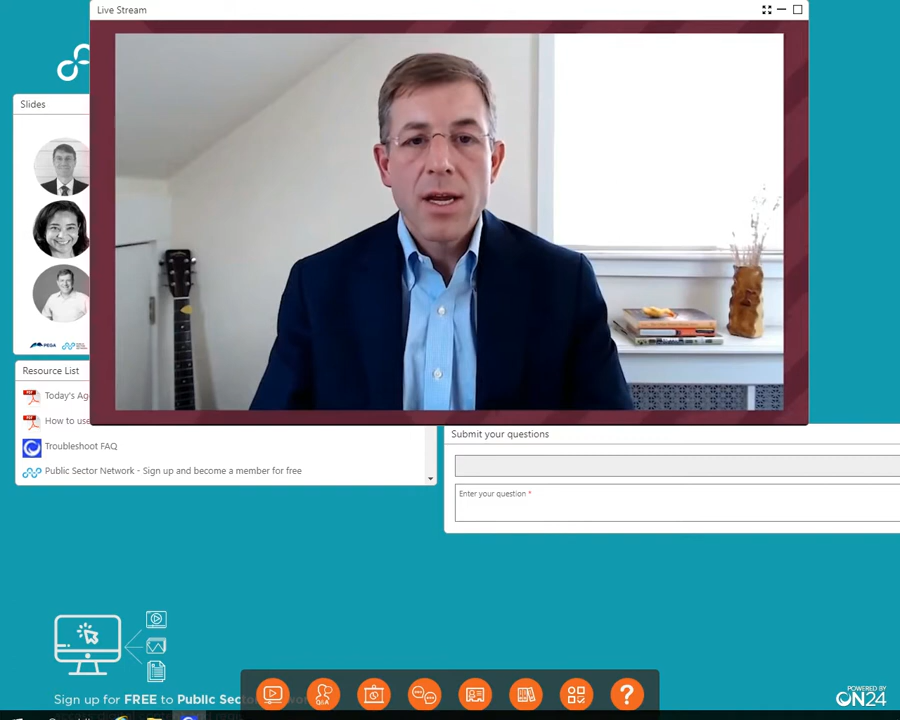 Live Stream
Slides
PEGA
Resource List
Today's Ag
How to use
Troubleshoot FAQ
Public Sector Network - Sign up and become a member for free
Submit your questions
Enter your question *
Sign up for FREE to Public Sec
Q&A
?
POWERED BY
ON24